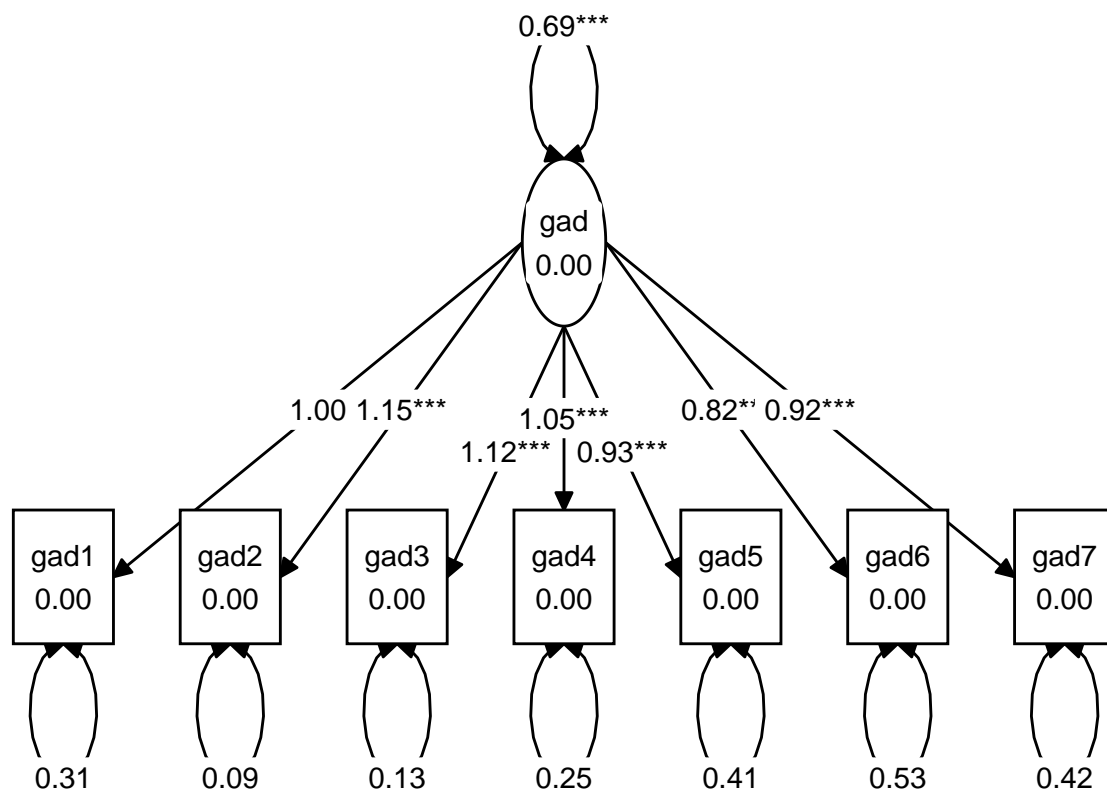 0.69***
gad
0.00
1.00 1.15*** 1.05*** 0.82** 0.92***
1.12*** 0.93***
gad1 gad2 gad3 gad4 gad5 gad6 gad7
0.00 0.00 0.00 0.00 0.00 0.00 0.00
0.31 0.09 0.13 0.25 0.41 0.53 0.42